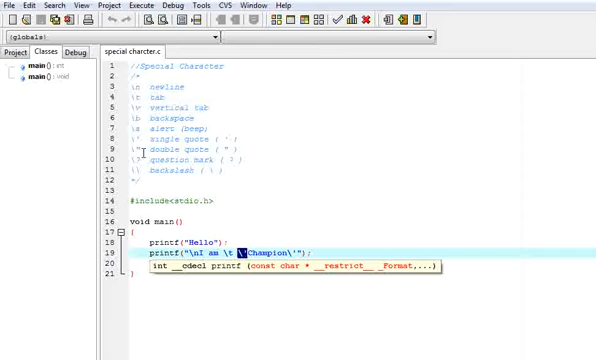 File Edit Search View Project Execute Debug Tools CVS Window Help
(globals)
Project Classes Debug special charcter.c
main() : int
main() : void
1 //Special Character
2 /*
3 \n newline
4 \t tab
5 \v vertical tab
6 \b backspace
7 \a alert (beep)
8 \' single quote ( ' )
9 \" double quote ( " )
10 \? question mark ( ? )
11 \\ backslash ( \ )
12 */
13
14 #include<stdio.h>
15
16 void main()
17 {
18 printf("Hello");
19 printf("\nI am \t \'Champion\'");
20 int __cdecl printf (const char * __restrict__ _Format,...)
21 }